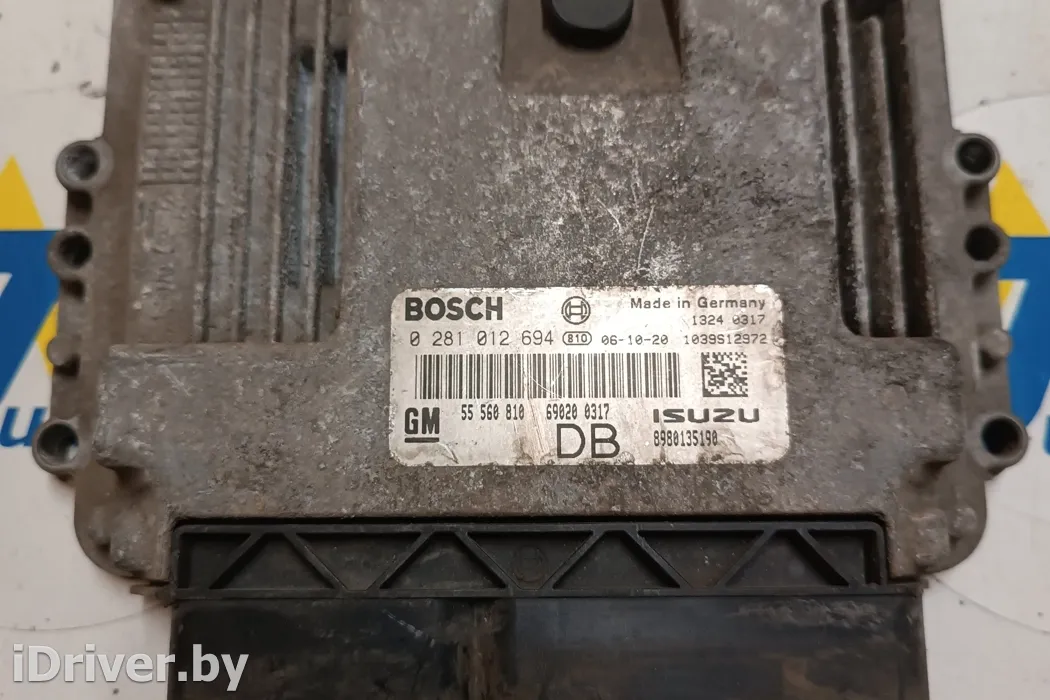 BOSCH Made in Germany
1324 0317
0 281 012 694 810 06-10-20 1039S12972
GM 55 560 810 69020 0317 ISUZU
DB 8980135190
iDriver.by